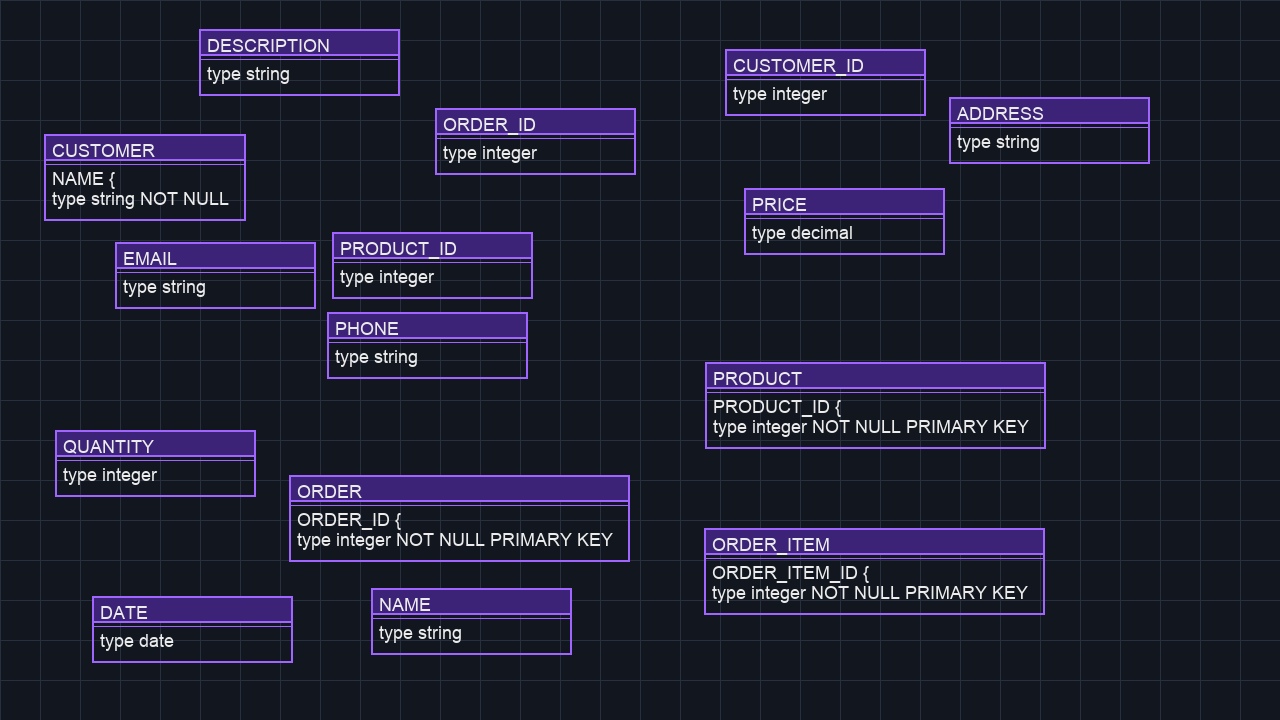 DESCRIPTION
type string
CUSTOMER_ID
type integer
ADDRESS
type string
ORDER_ID
type integer
CUSTOMER
NAME {
type string NOT NULL
PRICE
type decimal
EMAIL
type string
PRODUCT_ID
type integer
PHONE
type string
PRODUCT
PRODUCT_ID {
type integer NOT NULL PRIMARY KEY
QUANTITY
type integer
ORDER
ORDER_ID {
type integer NOT NULL PRIMARY KEY
ORDER_ITEM
ORDER_ITEM_ID {
type integer NOT NULL PRIMARY KEY
DATE
type date
NAME
type string